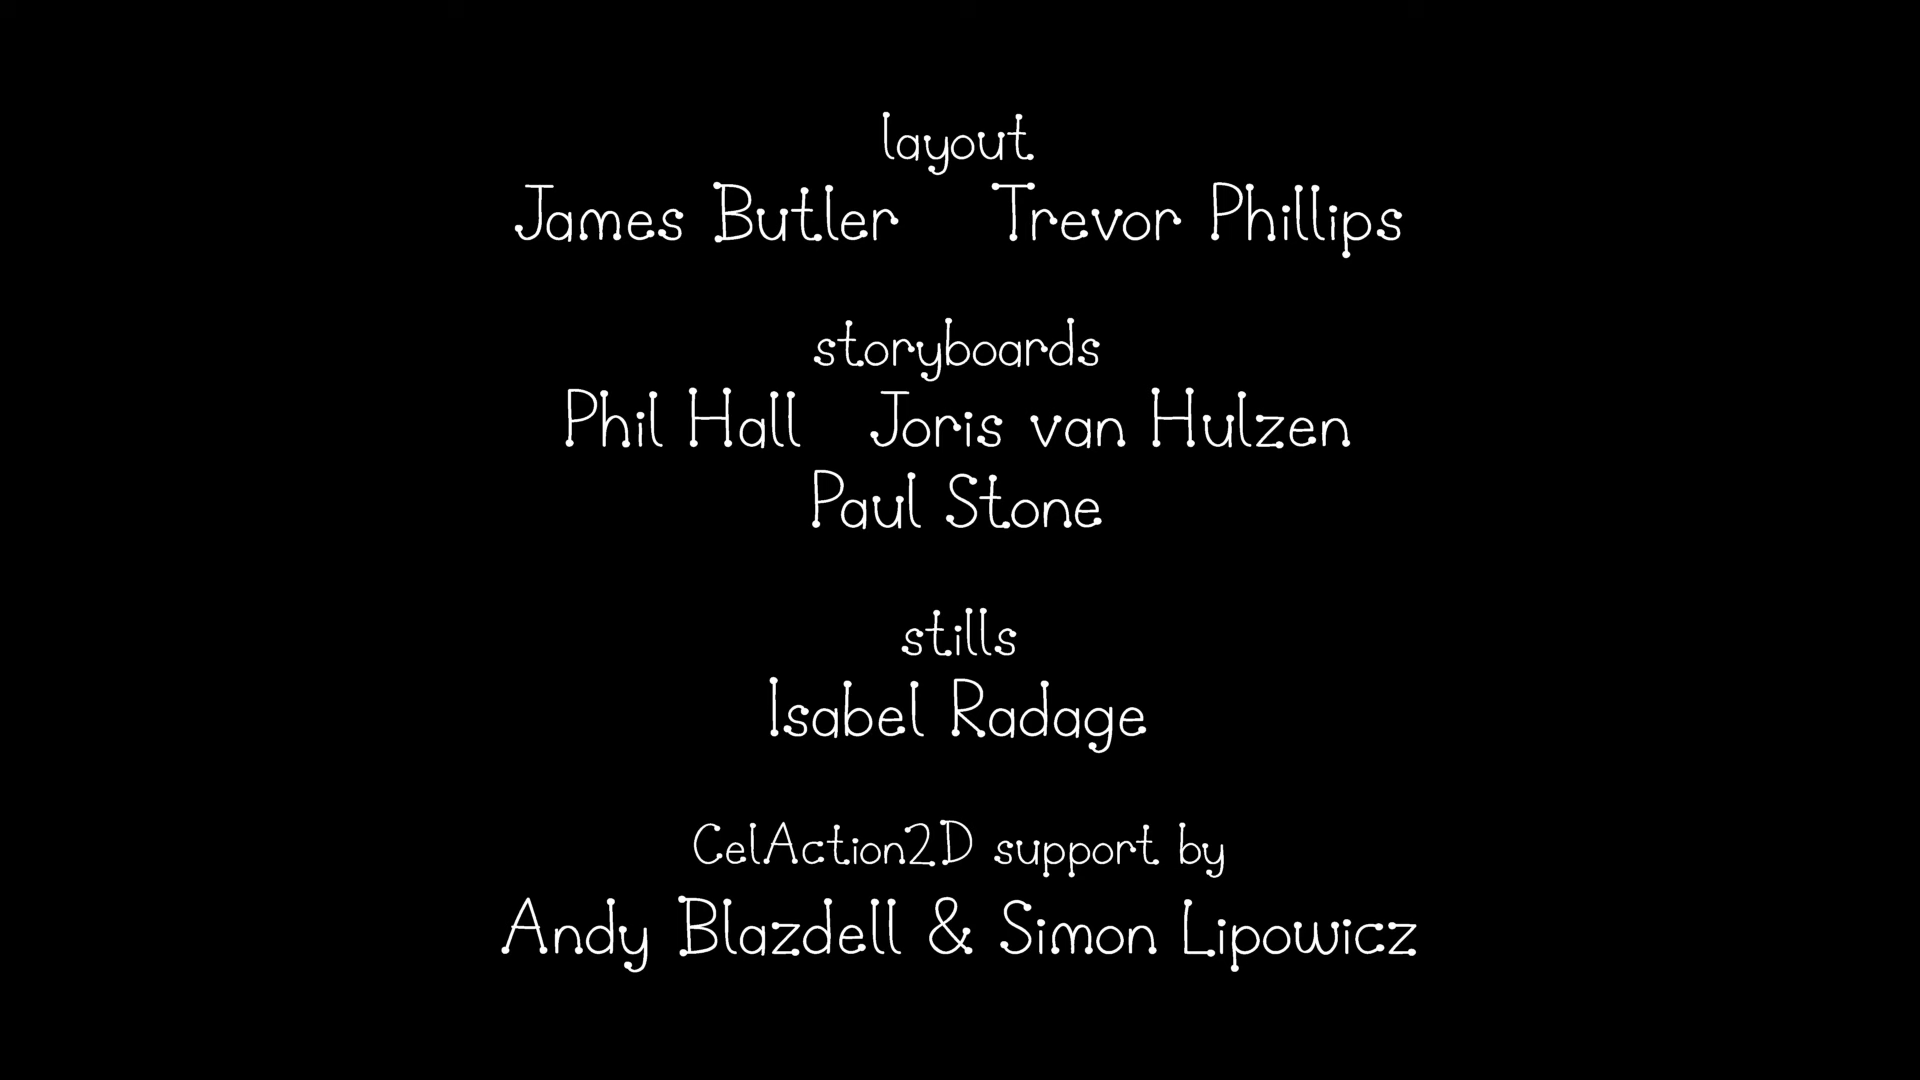 layout
James Butler Trevor Phillips
storyboards
Phil Hall Joris van Hulzen
Paul Stone
stills
Isabel Radage
CelAction2D support by
Andy Blazdell & Simon Lipowicz